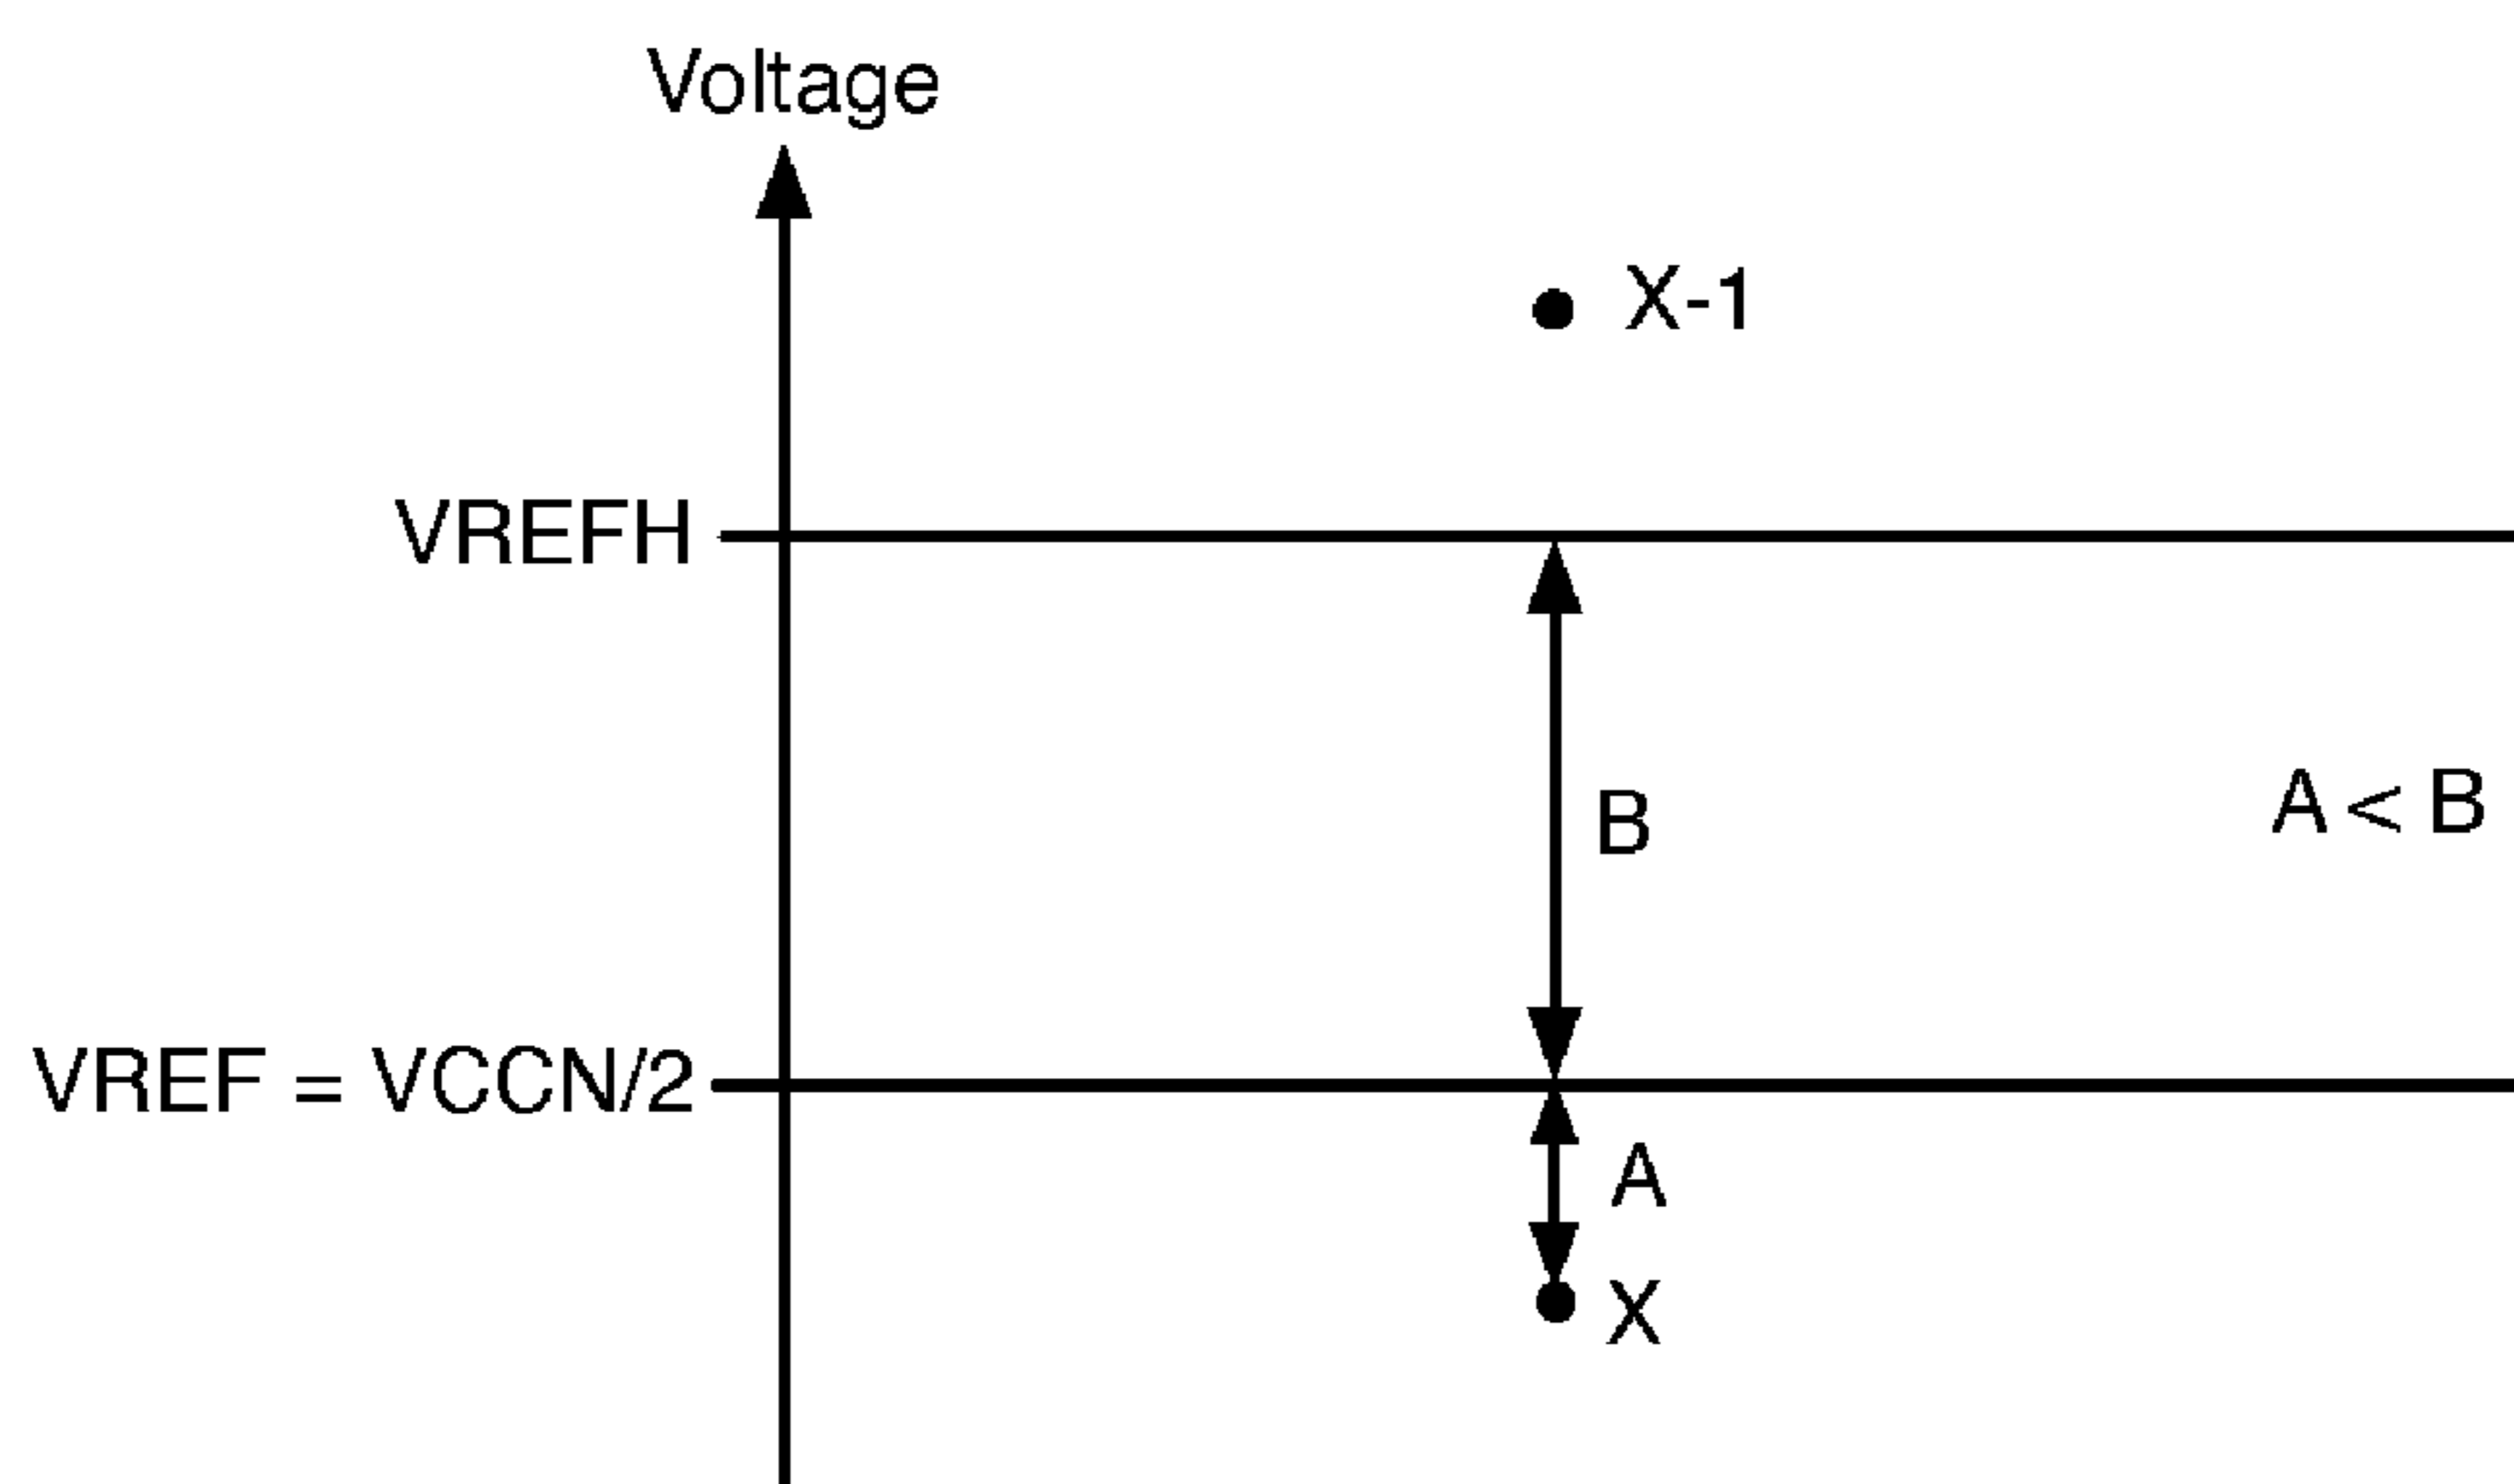 Voltage
X-1
VREFH
B
A < B
VREF = VCCN/2
A
X